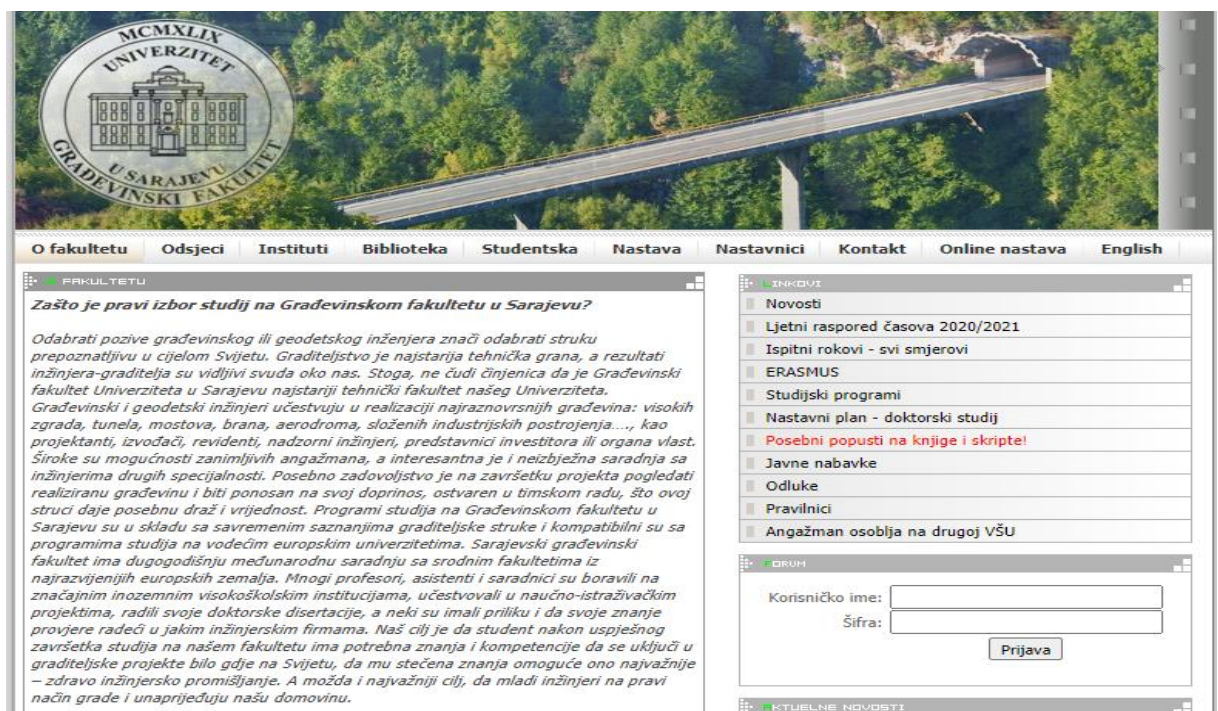 MCMXLIX
UNIVERZITET
U SARAJEVU
GRAĐEVINSKI FAKULTET
O fakultetu Odsjeci Instituti Biblioteka Studentska Nastava Nastavnici Kontakt Online nastava English
O FAKULTETU
Zašto je pravi izbor studij na Građevinskom fakultetu u Sarajevu?
Odabrati pozive građevinskog ili geodetskog inženjera znači odabrati struku
prepoznatljivu u cijelom Svijetu. Graditeljstvo je najstarija tehnička grana, a rezultati
inžinjera-graditelja su vidljivi svuda oko nas. Stoga, ne čudi činjenica da je Građevinski
fakultet Univerziteta u Sarajevu najstariji tehnički fakultet našeg Univerziteta.
Građevinski i geodetski inžinjeri učestvuju u realizaciji najraznovrsnijih građevina: visokih
zgrada, tunela, mostova, brana, aerodroma, složenih industrijskih postrojenja...., kao
projektanti, izvođači, revidenti, nadzorni inžinjeri, predstavnici investitora ili organa vlast.
Široke su mogućnosti zanimljivih angažmana, a interesantna je i neizbježna saradnja sa
inžinjerima drugih specijalnosti. Posebno zadovoljstvo je na završetku projekta pogledati
realiziranu građevinu i biti ponosan na svoj doprinos, ostvaren u timskom radu, što ovoj
struci daje posebnu draž i vrijednost. Programi studija na Građevinskom fakultetu u
Sarajevu su u skladu sa savremenim saznanjima graditeljske struke i kompatibilni su sa
programima studija na vodećim europskim univerzitetima. Sarajevski građevinski
fakultet ima dugogodišnju međunarodnu saradnju sa srodnim fakultetima iz
najrazvijenijih europskih zemalja. Mnogi profesori, asistenti i saradnici su boravili na
značajnim inozemnim visokoškolskim institucijama, učestvovali u naučno-istraživačkim
projektima, radili svoje doktorske disertacije, a neki su imali priliku i da svoje znanje
provjere radeći u jakim inžinjerskim firmama. Naš cilj je da student nakon uspješnog
završetka studija na našem fakultetu ima potrebna znanja i kompetencije da se uključi u
graditeljske projekte bilo gdje na Svijetu, da mu stečena znanja omoguće ono najvažnije
– zdravo inžinjersko promišljanje. A možda i najvažniji cilj, da mladi inžinjeri na pravi
način grade i unaprijeđuju našu domovinu.
LINKOVI
Novosti
Ljetni raspored časova 2020/2021
Ispitni rokovi - svi smjerovi
ERASMUS
Studijski programi
Nastavni plan - doktorski studij
Posebni popusti na knjige i skripte!
Javne nabavke
Odluke
Pravilnici
Angažman osoblja na drugoj VŠU
FORUM
Korisničko ime:
Šifra:
Prijava
AKTUELNE NOVOSTI